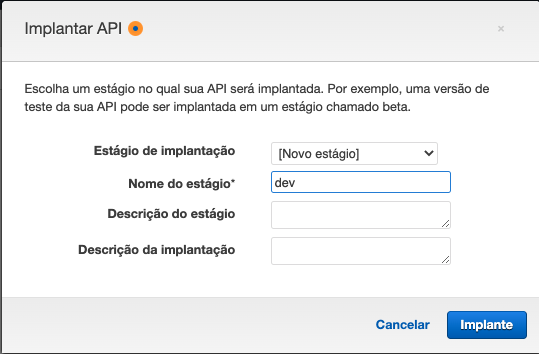 Implantar API
Escolha um estágio no qual sua API será implantada. Por exemplo, uma versão de
teste da sua API pode ser implantada em um estágio chamado beta.
Estágio de implantação [Novo estágio]
Nome do estágio* dev
Descrição do estágio
Descrição da implantação
Cancelar Implante